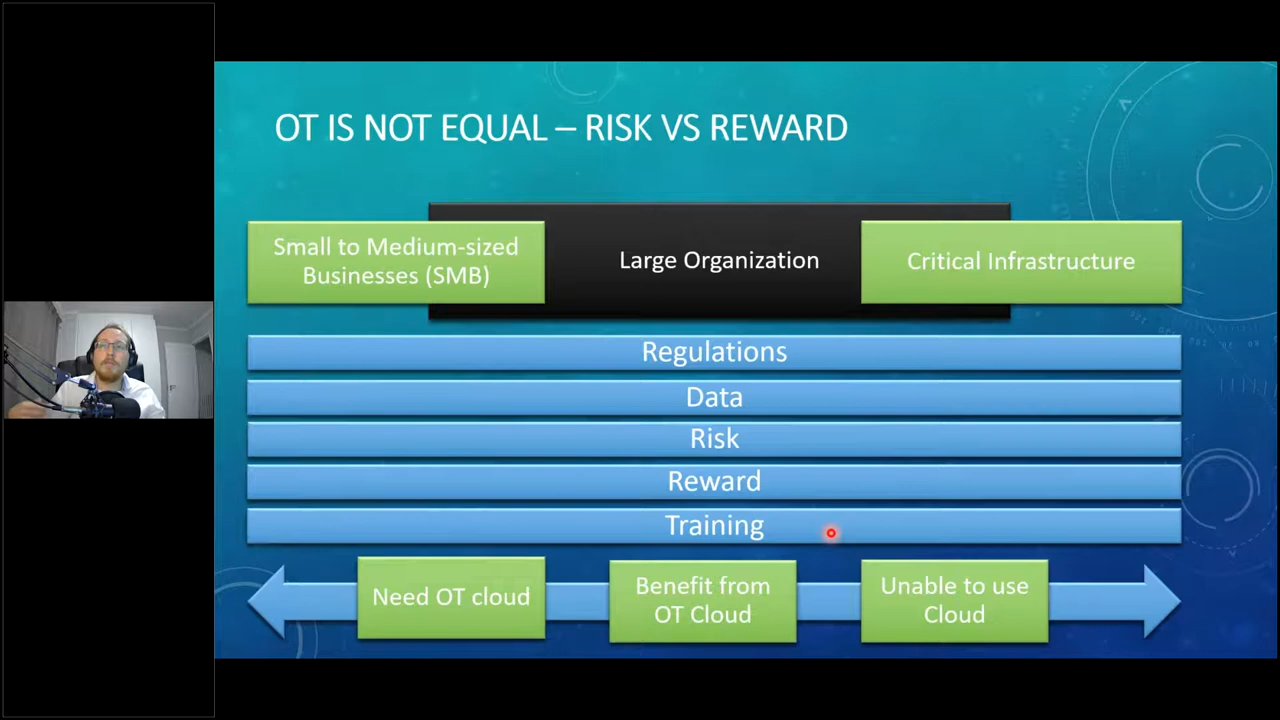 OT IS NOT EQUAL – RISK VS REWARD
Small to Medium-sized
Businesses (SMB)
Large Organization
Critical Infrastructure
Regulations
Data
Risk
Reward
Training
Need OT cloud
Benefit from
OT Cloud
Unable to use
Cloud